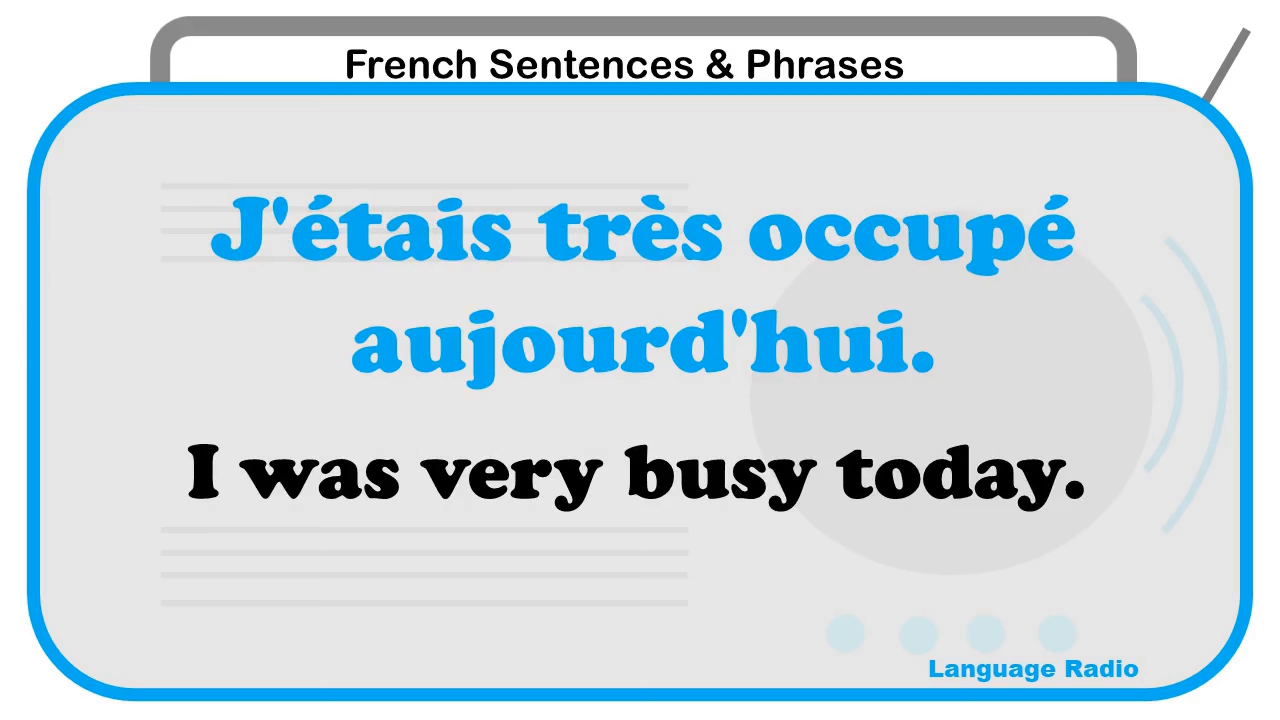 French Sentences & Phrases
J'étais très occupé
aujourd'hui.
I was very busy today.
Language Radio